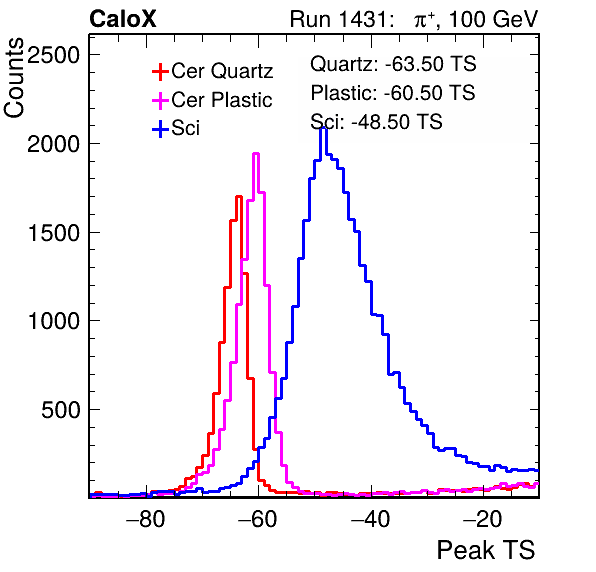 CaloX Run 1431: π⁺, 100 GeV
Counts
2500
2000
1500
1000
500
Cer Quartz
Cer Plastic
Sci
Quartz: -63.50 TS
Plastic: -60.50 TS
Sci: -48.50 TS
−80 −60 −40 −20
Peak TS